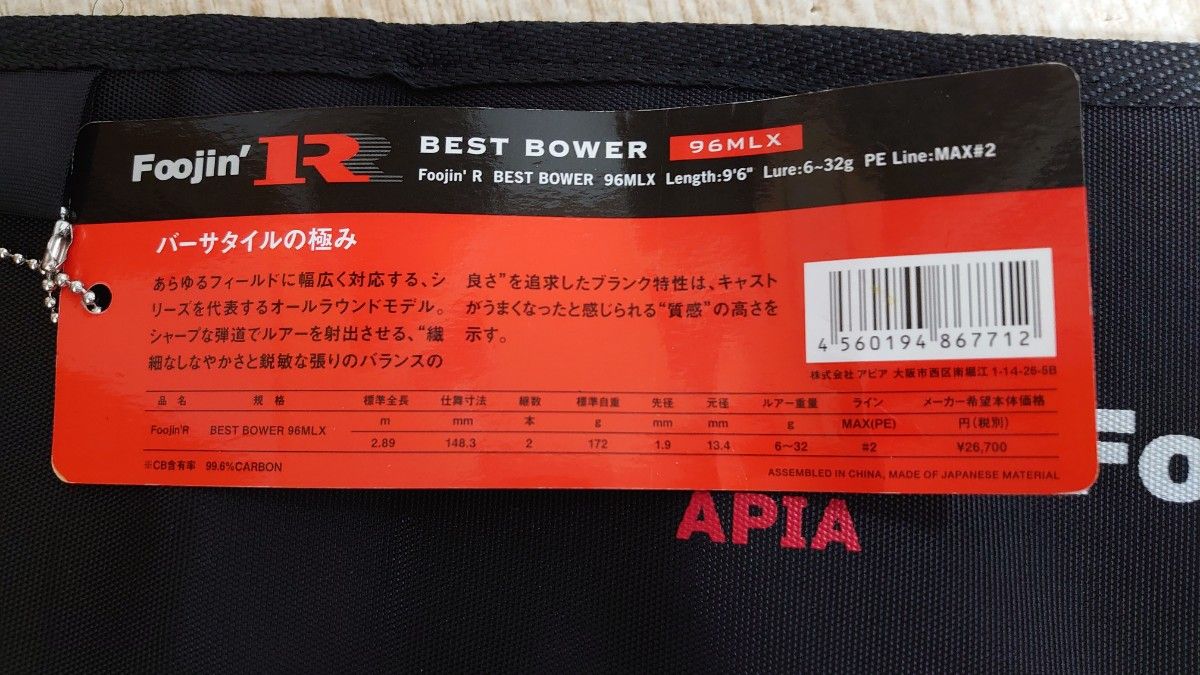 Foojin' R
BEST BOWER 96MLX
Foojin' R BEST BOWER 96MLX Length:9'6" Lure:6~32g PE Line:MAX#2
バーサタイルの極み
あらゆるフィールドに幅広く対応する、シ
リーズを代表するオールラウンドモデル。
シャープな弾道でルアーを射出させる、“繊
細なしなやかさと鋭敏な張りのバランスの
良さ”を追求したブランク特性は、キャスト
がうまくなったと感じられる“質感”の高さを
示す。
4 560194 867712
株式会社 アピア 大阪市西区南堀江 1-14-26-5B
品 名 規 格 標準全長 仕舞寸法 継数 標準自重 先径 元径 ルアー重量 ライン メーカー希望本体価格
m mm 本 g mm mm g MAX(PE) 円(税別)
Foojin'R BEST BOWER 96MLX 2.89 148.3 2 172 1.9 13.4 6~32 #2 ¥26,700
※CB含有率 99.6%CARBON
ASSEMBLED IN CHINA, MADE OF JAPANESE MATERIAL
Fo
APIA